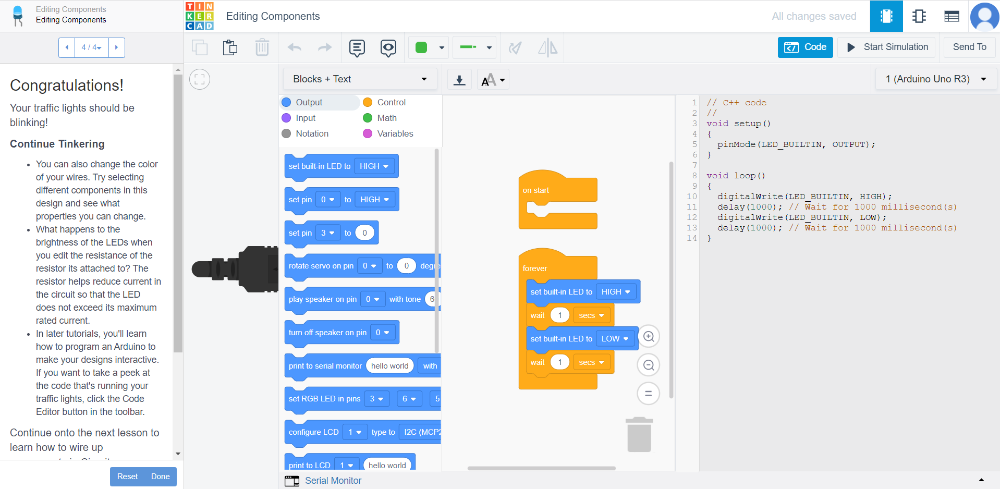 Editing Components
Editing Components
4 / 4
Congratulations!
Your traffic lights should be
blinking!
Continue Tinkering
You can also change the color
of your wires. Try selecting
different components in this
design and see what
properties you can change.
What happens to the
brightness of the LEDs when
you edit the resistance of the
resistor its attached to? The
resistor helps reduce current in
the circuit so that the LED
does not exceed its maximum
rated current.
In later tutorials, you'll learn
how to program an Arduino to
make your designs interactive.
If you want to take a peek at
the code that's running your
traffic lights, click the Code
Editor button in the toolbar.
Continue onto the next lesson to
learn how to wire up
Reset Done
TIN
KER
CAD
Editing Components
All changes saved
Code
Start Simulation
Send To
Blocks + Text
AA
1 (Arduino Uno R3)
Output Control
Input Math
Notation Variables
set built-in LED to HIGH
set pin 0 to HIGH
set pin 3 to 0
rotate servo on pin 0 to 0
play speaker on pin 0 with tone 6
turn off speaker on pin 0
print to serial monitor hello world with
set RGB LED in pins 3 6 5
configure LCD 1 type to I2C (MCP2
print to LCD 1 hello world
on start
forever
set built-in LED to HIGH
wait 1 secs
set built-in LED to LOW
wait 1 secs
1 // C++ code
2 //
3 void setup()
4 {
5 pinMode(LED_BUILTIN, OUTPUT);
6 }
7
8 void loop()
9 {
10 digitalWrite(LED_BUILTIN, HIGH);
11 delay(1000); // Wait for 1000 millisecond(s)
12 digitalWrite(LED_BUILTIN, LOW);
13 delay(1000); // Wait for 1000 millisecond(s)
14 }
Serial Monitor